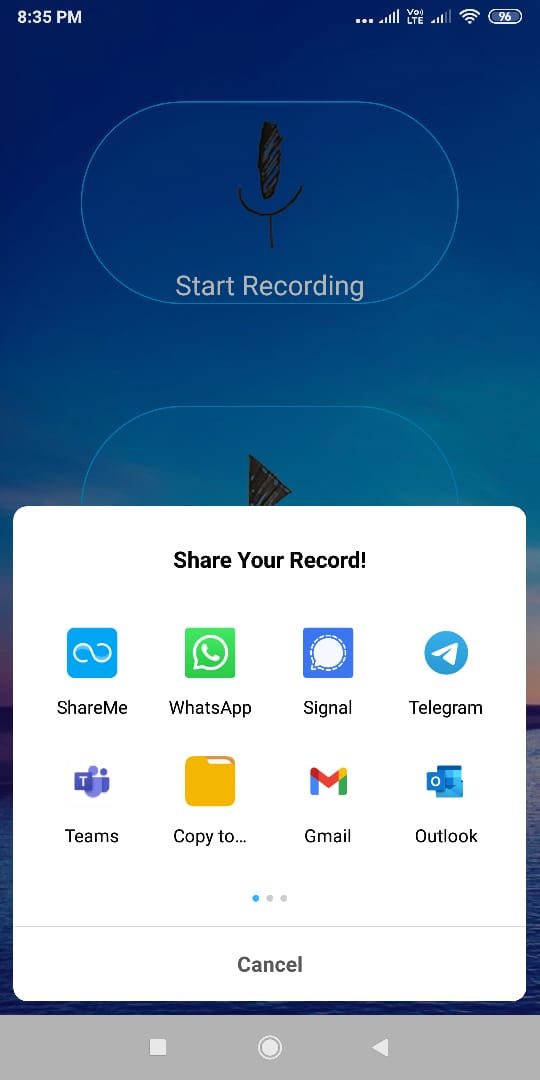 8:35 PM
Vo))
LTE
96
Start Recording
Share Your Record!
ShareMe
WhatsApp
Signal
Telegram
T
O
Teams
Copy to...
Gmail
Outlook
Cancel